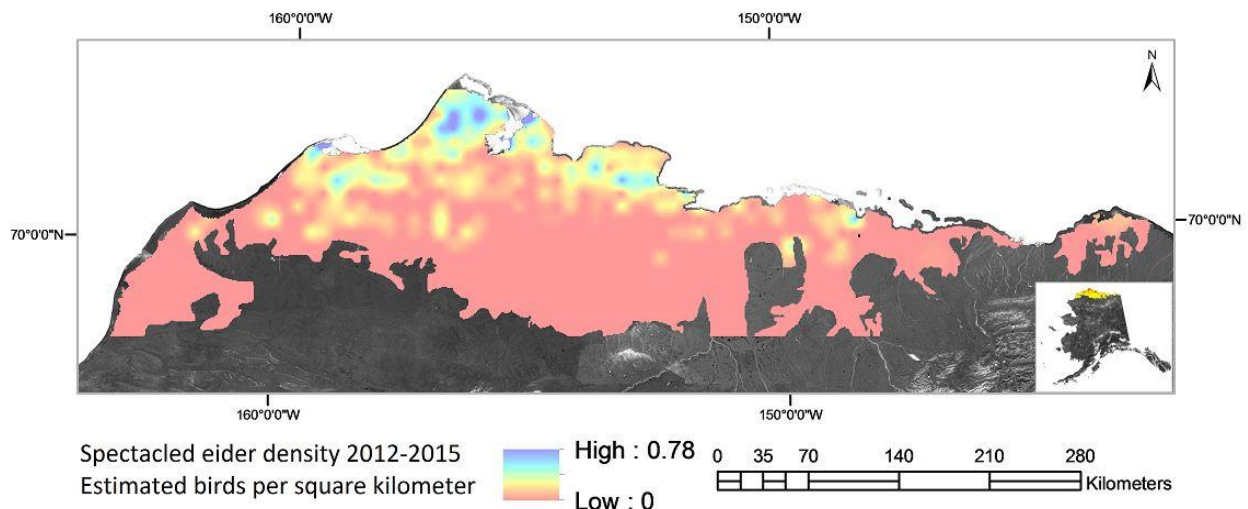 160°0'0"W 150°0'0"W
N
70°0'0"N 70°0'0"N
160°0'0"W 150°0'0"W
Spectacled eider density 2012-2015
Estimated birds per square kilometer
High : 0.78
Low : 0
0 35 70 140 210 280
Kilometers